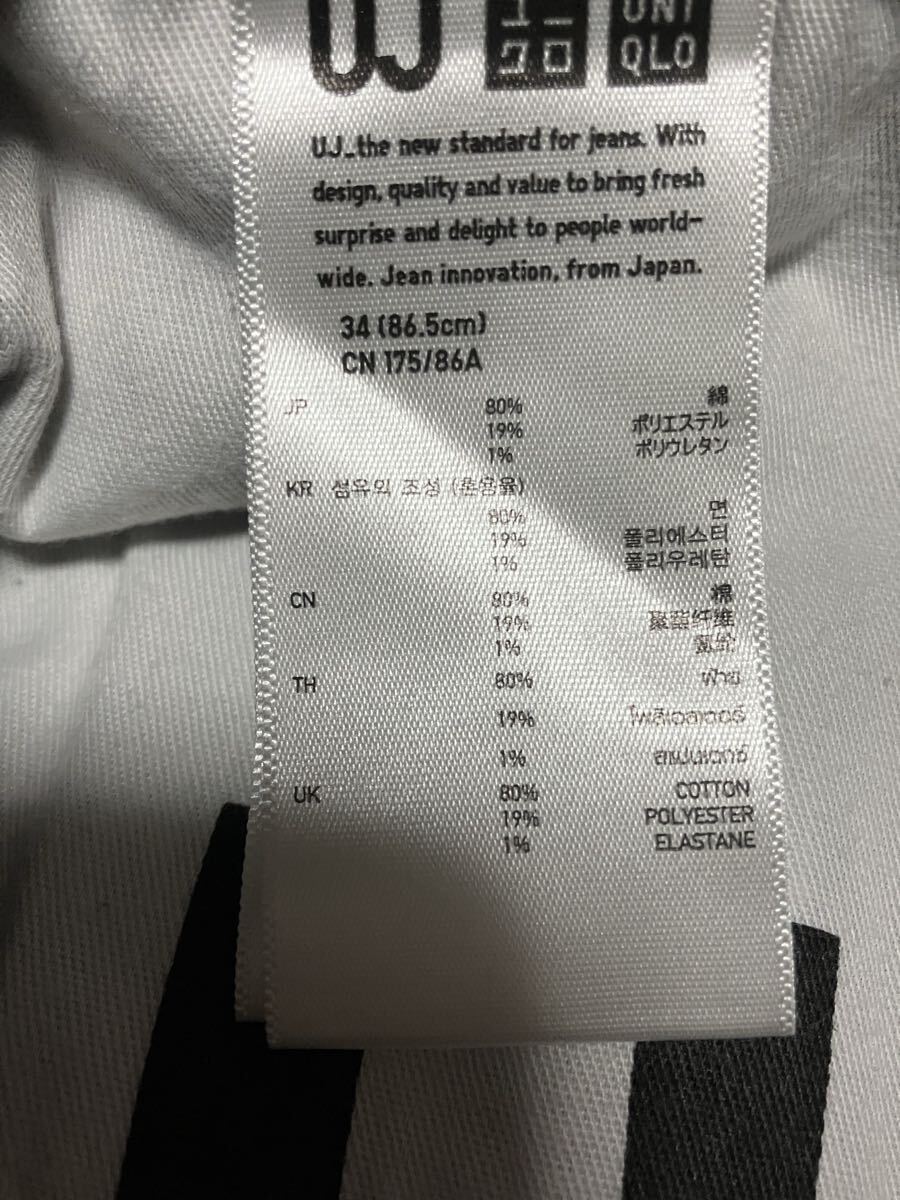 UJ
ユニ
クロ
UNI
QLO
UJ_the new standard for jeans. With
design, quality and value to bring fresh
surprise and delight to people world-
wide. Jean innovation, from Japan.
34 (86.5cm)
CN 175/86A
JP 80% 綿
19% ポリエステル
1% ポリウレタン
KR 섬유의 조성 (혼용율)
80% 면
19% 폴리에스터
1% 폴리우레탄
CN 80% 棉
19% 聚酯纤维
1% 氨纶
TH 80% ฝ้าย
19% โพลีเอสเตอร์
1% สแปนเดกซ์
UK 80% COTTON
19% POLYESTER
1% ELASTANE